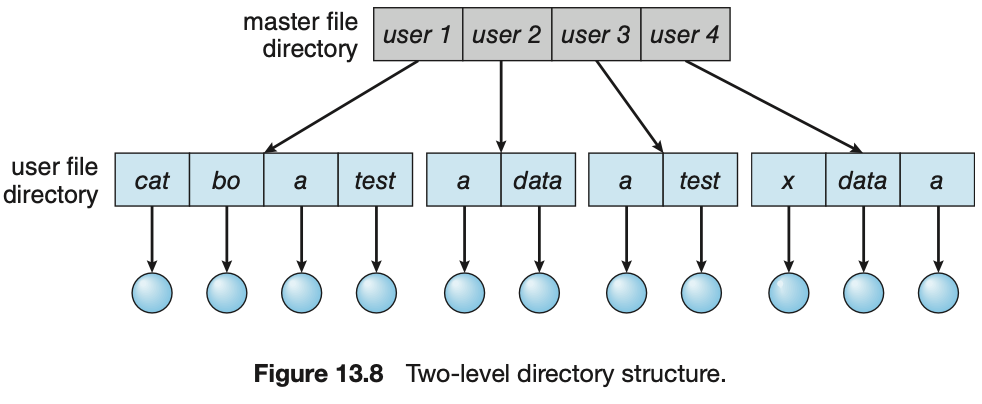 master file
directory
user 1 user 2 user 3 user 4
user file
directory
cat bo a test a data a test x data a
Figure 13.8 Two-level directory structure.